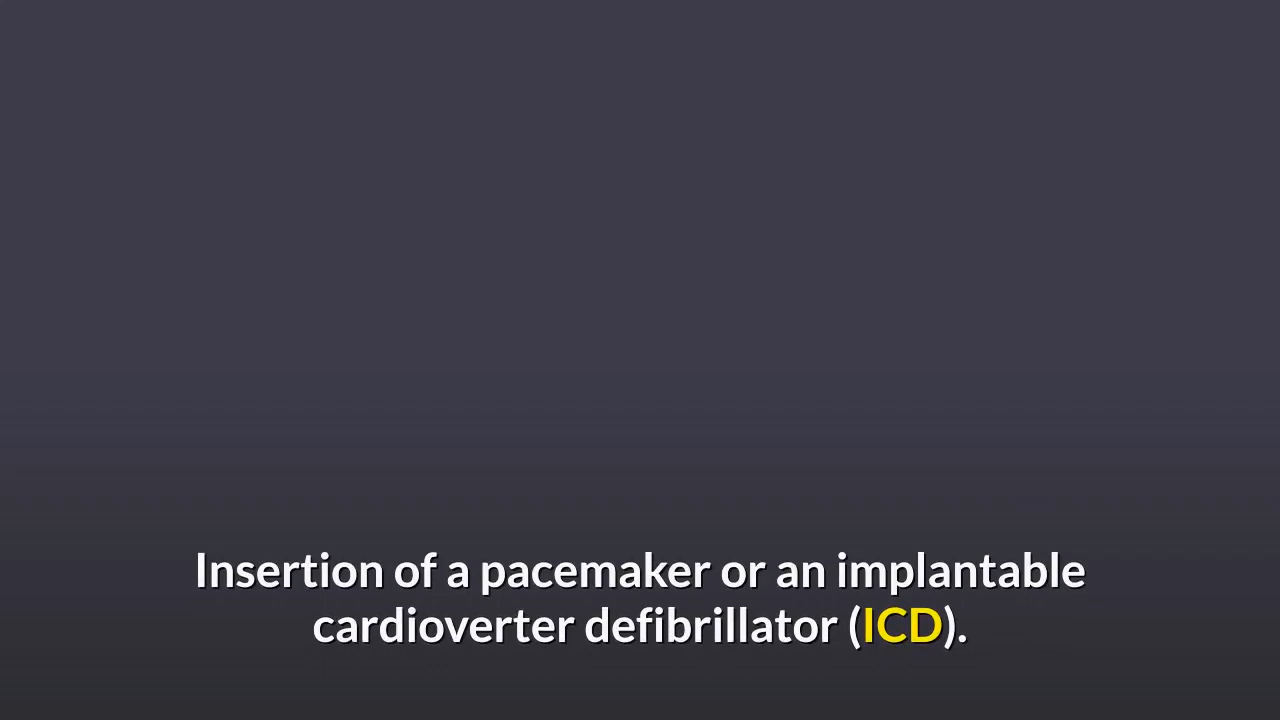 Insertion of a pacemaker or an implantable
cardioverter defibrillator (ICD).